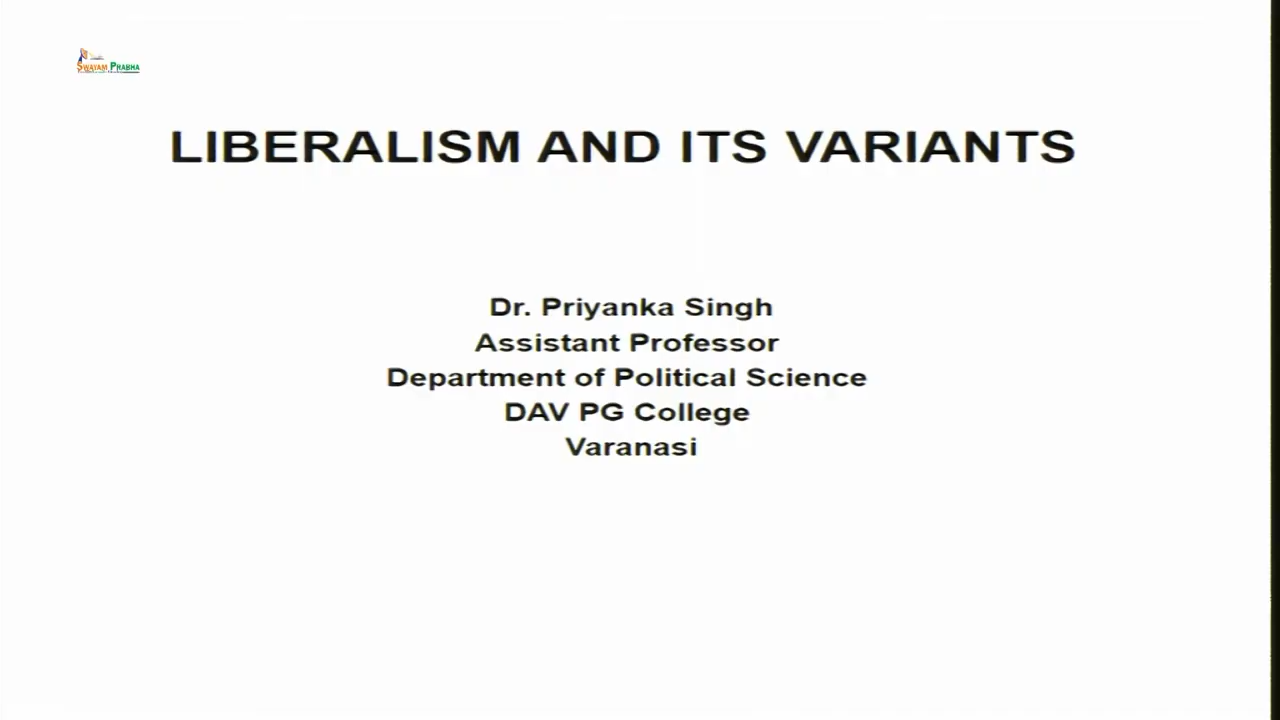 SWAYAM PRABHA
LIBERALISM AND ITS VARIANTS
Dr. Priyanka Singh
Assistant Professor
Department of Political Science
DAV PG College
Varanasi